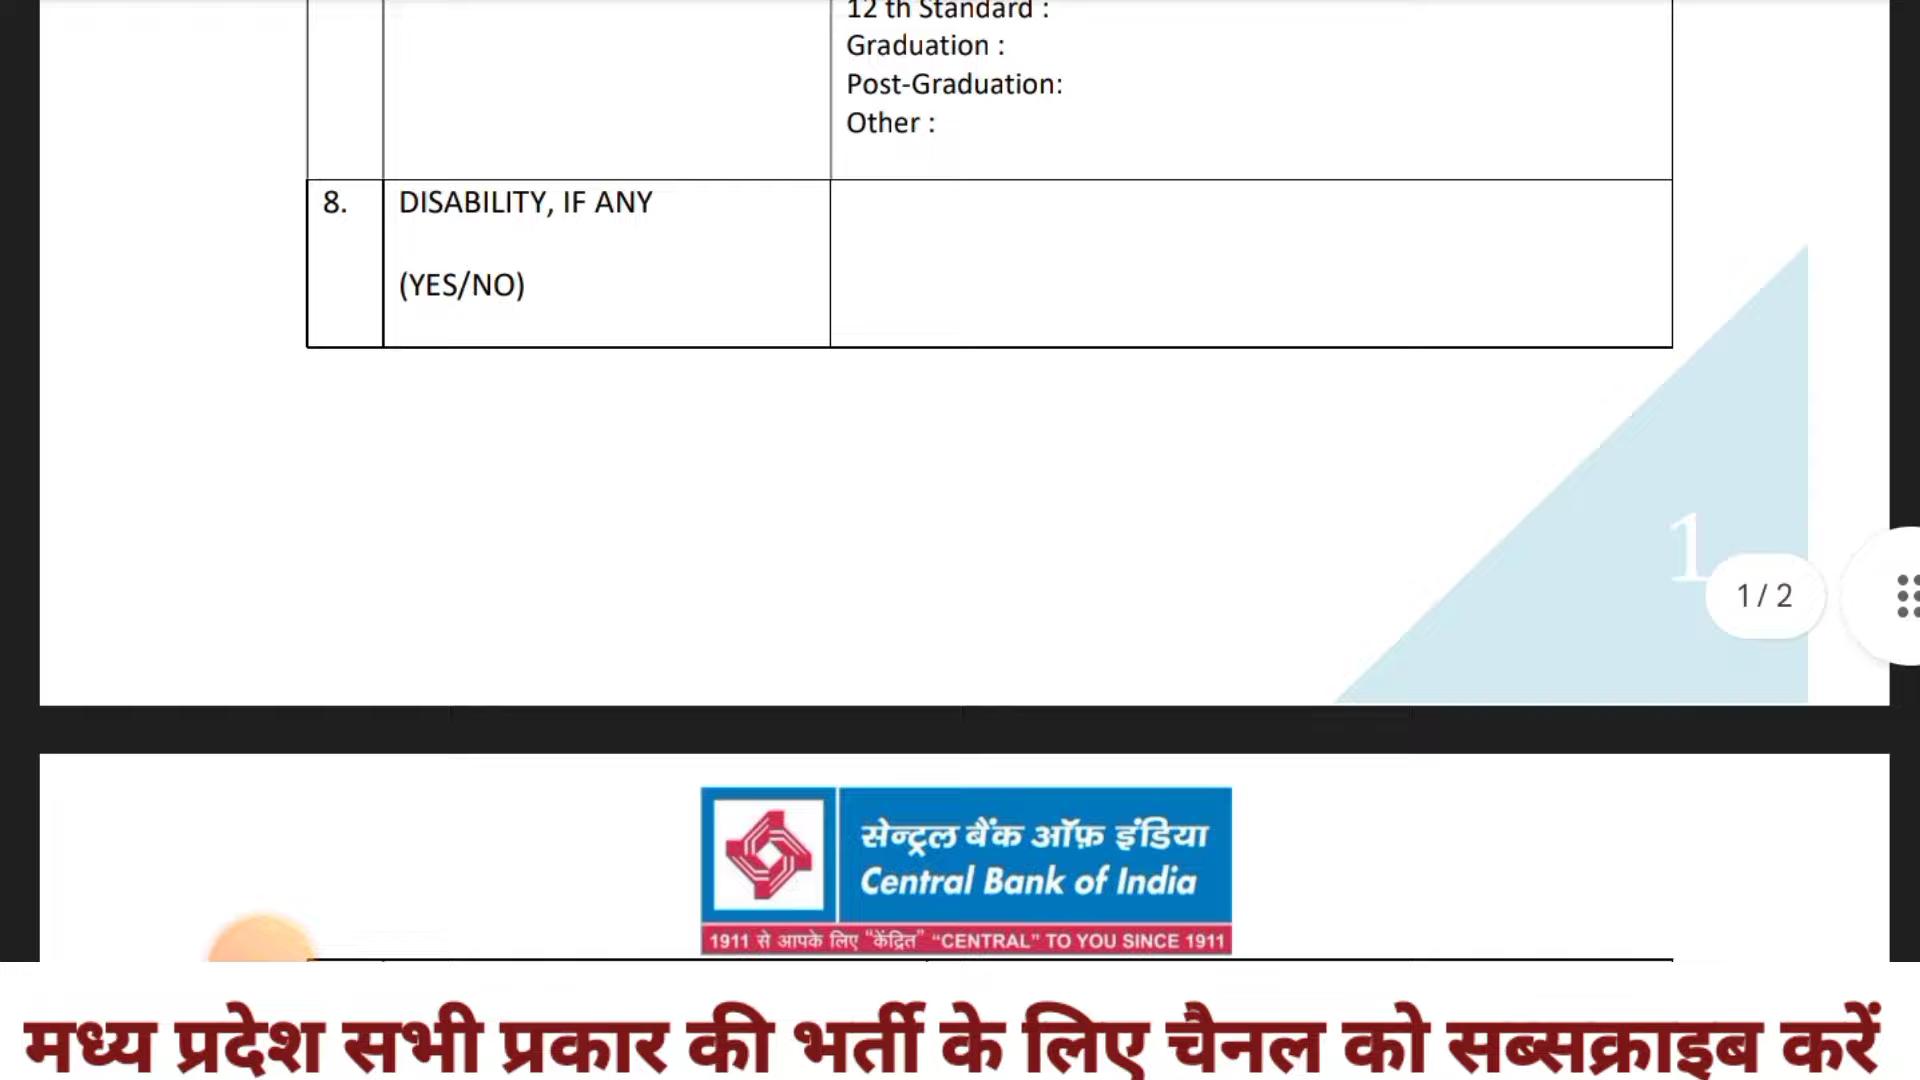 12 th Standard :
Graduation :
Post-Graduation:
Other :
8.
DISABILITY, IF ANY
(YES/NO)
1
1 / 2
सेन्ट्रल बैंक ऑफ़ इंडिया
Central Bank of India
1911 से आपके लिए “केंद्रित” “CENTRAL” TO YOU SINCE 1911
मध्य प्रदेश सभी प्रकार की भर्ती के लिए चैनल को सब्सक्राइब करें